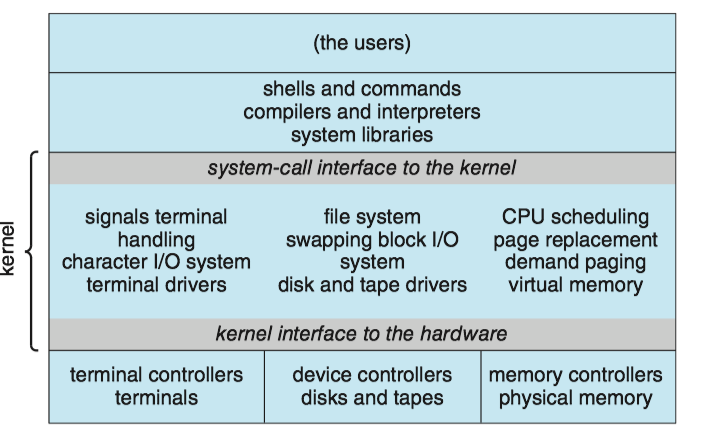 (the users)
shells and commands
compilers and interpreters
system libraries
system-call interface to the kernel
kernel
signals terminal
handling
character I/O system
terminal drivers
file system
swapping block I/O
system
disk and tape drivers
CPU scheduling
page replacement
demand paging
virtual memory
kernel interface to the hardware
terminal controllers
terminals
device controllers
disks and tapes
memory controllers
physical memory